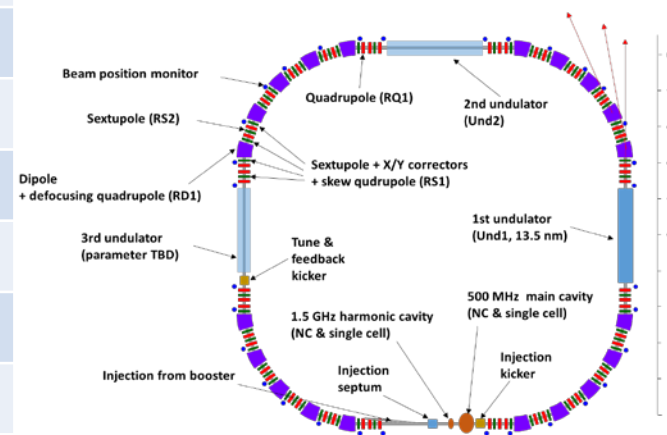 Beam position monitor
Quadrupole (RQ1)
2nd undulator
(Und2)
Sextupole (RS2)
Sextupole + X/Y correctors
+ skew qudrupole (RS1)
Dipole
+ defocusing quadrupole (RD1)
3rd undulator
(parameter TBD)
Tune &
feedback
kicker
1st undulator
(Und1, 13.5 nm)
500 MHz main cavity
(NC & single cell)
1.5 GHz harmonic cavity
(NC & single cell)
Injection from booster
Injection
septum
Injection
kicker